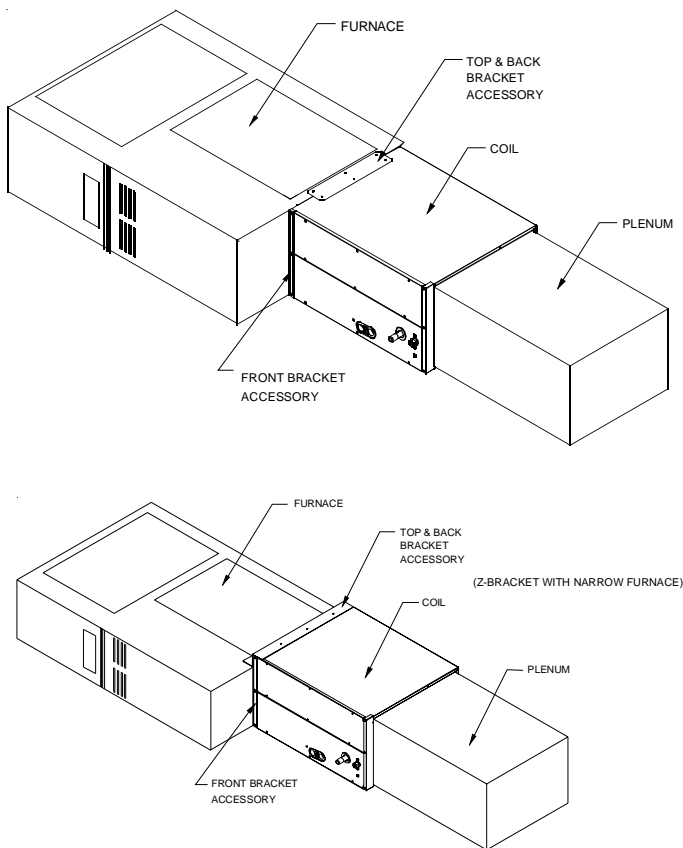 FURNACE
TOP & BACK
BRACKET
ACCESSORY
COIL
PLENUM
FRONT BRACKET
ACCESSORY
FURNACE
TOP & BACK
BRACKET
ACCESSORY
(Z-BRACKET WITH NARROW FURNACE)
COIL
PLENUM
FRONT BRACKET
ACCESSORY